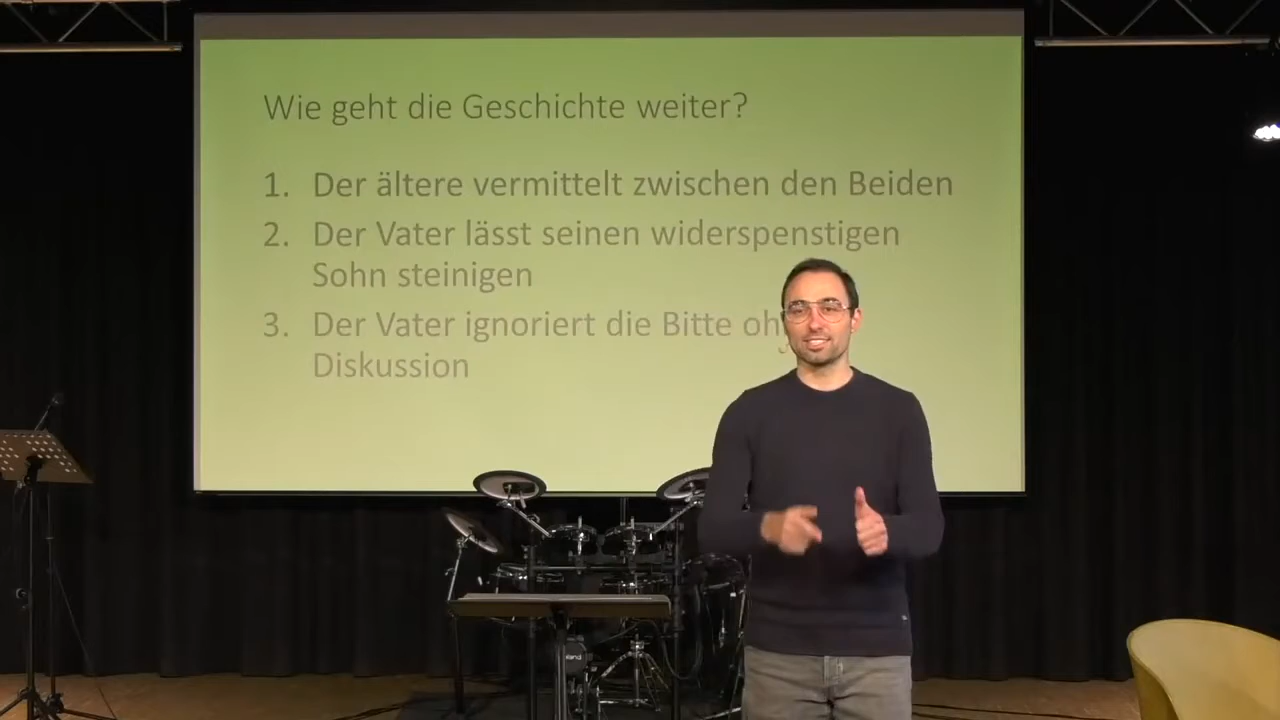 Wie geht die Geschichte weiter?
1. Der ältere vermittelt zwischen den Beiden
2. Der Vater lässt seinen widerspenstigen
Sohn steinigen
3. Der Vater ignoriert die Bitte
Diskussion
Roland